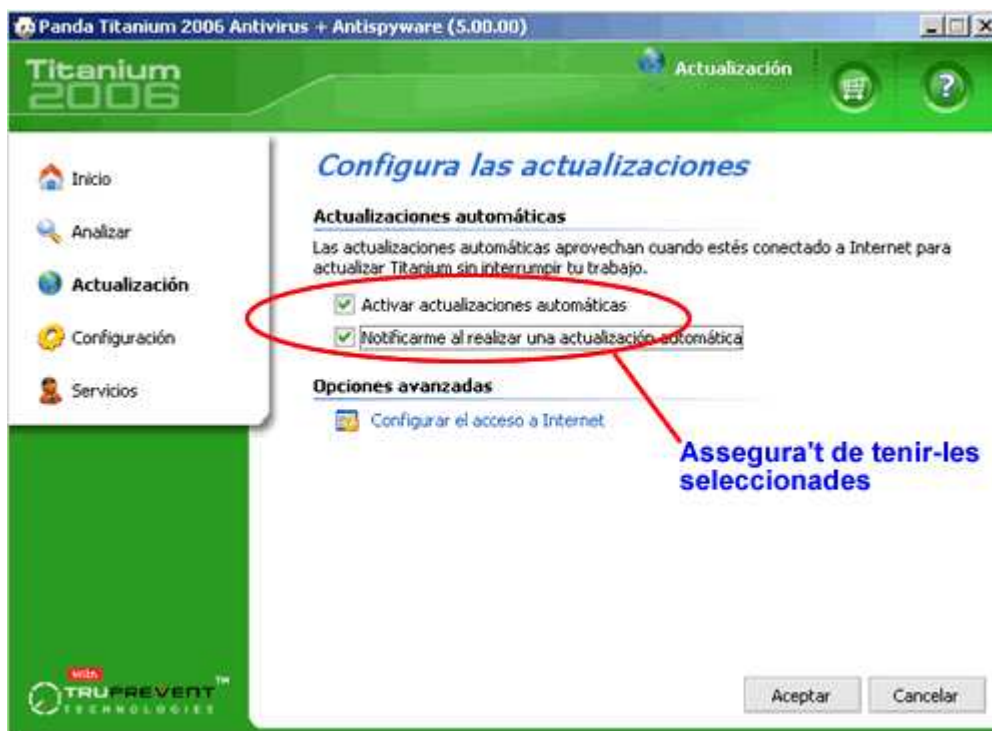 Panda Titanium 2006 Antivirus + Antispyware (5.00.00)
Titanium
2006
Actualización
?
Inicio
Analizar
Actualización
Configuración
Servicios
Configura las actualizaciones
Actualizaciones automáticas
Las actualizaciones automáticas aprovechan cuando estés conectado a Internet para
actualizar Titanium sin interrumpir tu trabajo.
Activar actualizaciones automáticas
Notificarme al realizar una actualización automática
Opciones avanzadas
Configurar el acceso a Internet
Assegura't de tenir-les
seleccionades
with
TRUPREVENT™
TECHNOLOGIES
Aceptar
Cancelar